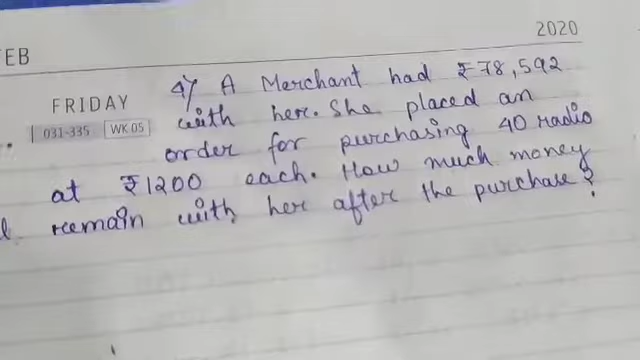 EB
2020
FRIDAY
031-335 WK 05
4) A Merchant had ₹78,592
with her. She placed an
order for purchasing 40 radio
at ₹1200 each. How much money
remain with her after the purchase?